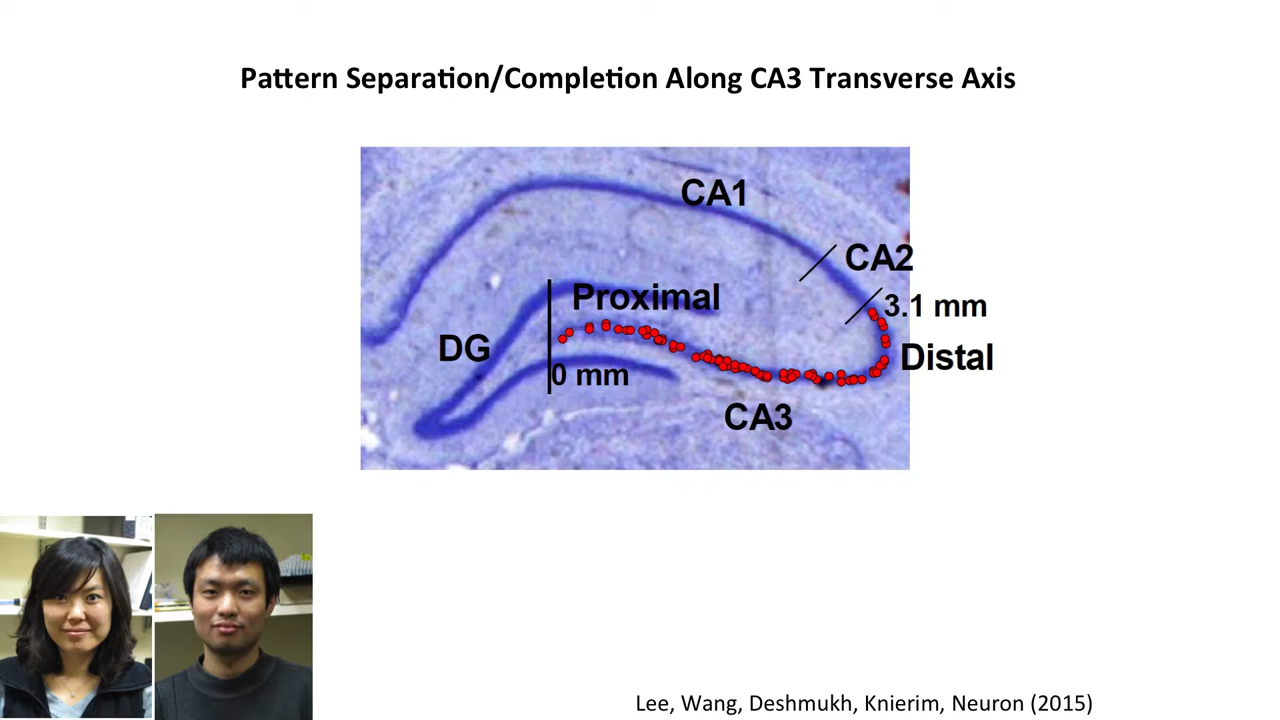 Pattern Separation/Completion Along CA3 Transverse Axis
CA1
CA2
Proximal
3.1 mm
DG
Distal
0 mm
CA3
Lee, Wang, Deshmukh, Knierim, Neuron (2015)